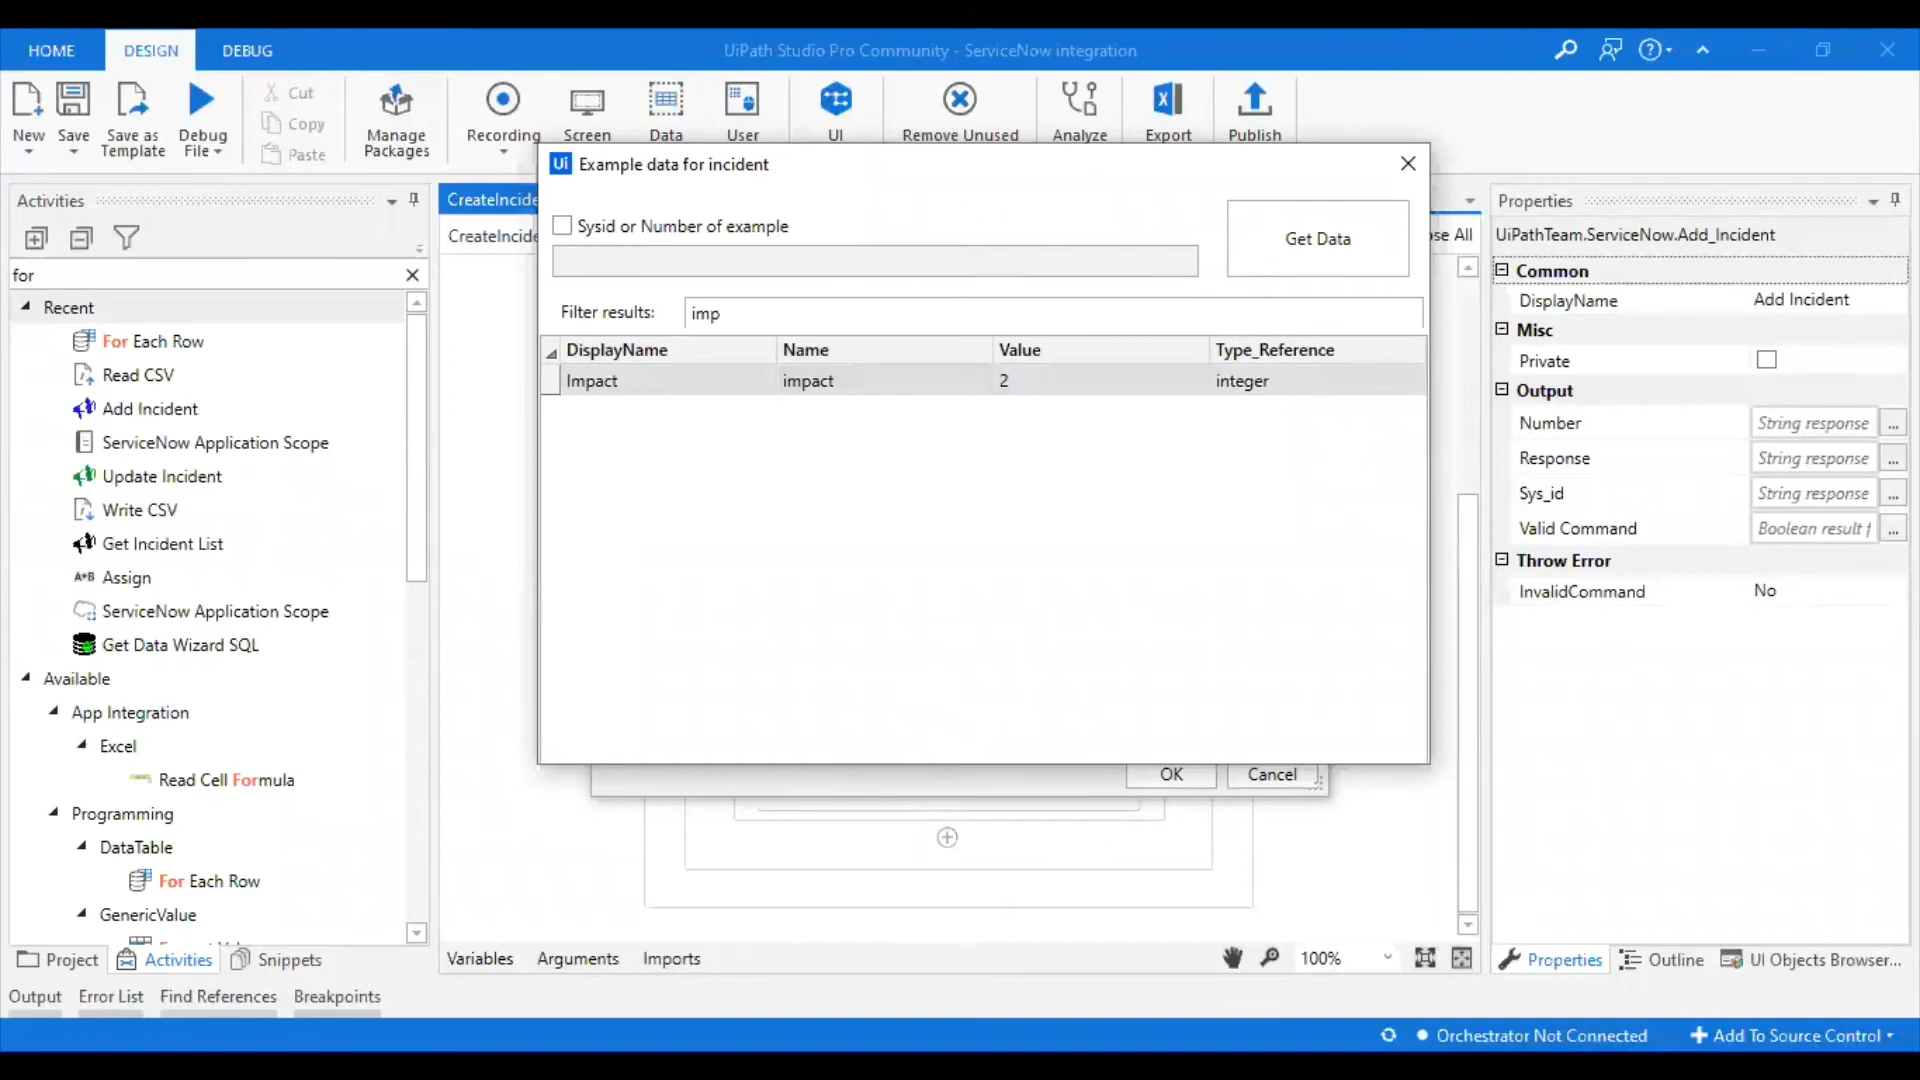 HOME DESIGN DEBUG UiPath Studio Pro Community - ServiceNow integration
New Save Save as Template Debug File Cut Copy Paste Manage Packages Recording Screen Data User UI Remove Unused Analyze Export Publish
Activities
for
Recent
For Each Row
Read CSV
Add Incident
ServiceNow Application Scope
Update Incident
Write CSV
Get Incident List
Assign
ServiceNow Application Scope
Get Data Wizard SQL
Available
App Integration
Excel
Read Cell Formula
Programming
DataTable
For Each Row
GenericValue
Project Activities Snippets
CreateIncide
CreateIncide
ose All
Ui Example data for incident
Sysid or Number of example
Get Data
Filter results: imp
DisplayName Name Value Type_Reference
Impact impact 2 integer
OK Cancel
Variables Arguments Imports 100%
Properties
UiPathTeam.ServiceNow.Add_Incident
Common
DisplayName Add Incident
Misc
Private
Output
Number String response ...
Response String response ...
Sys_id String response ...
Valid Command Boolean result f ...
Throw Error
InvalidCommand No
Properties Outline UI Objects Browser...
Output Error List Find References Breakpoints
Orchestrator Not Connected Add To Source Control